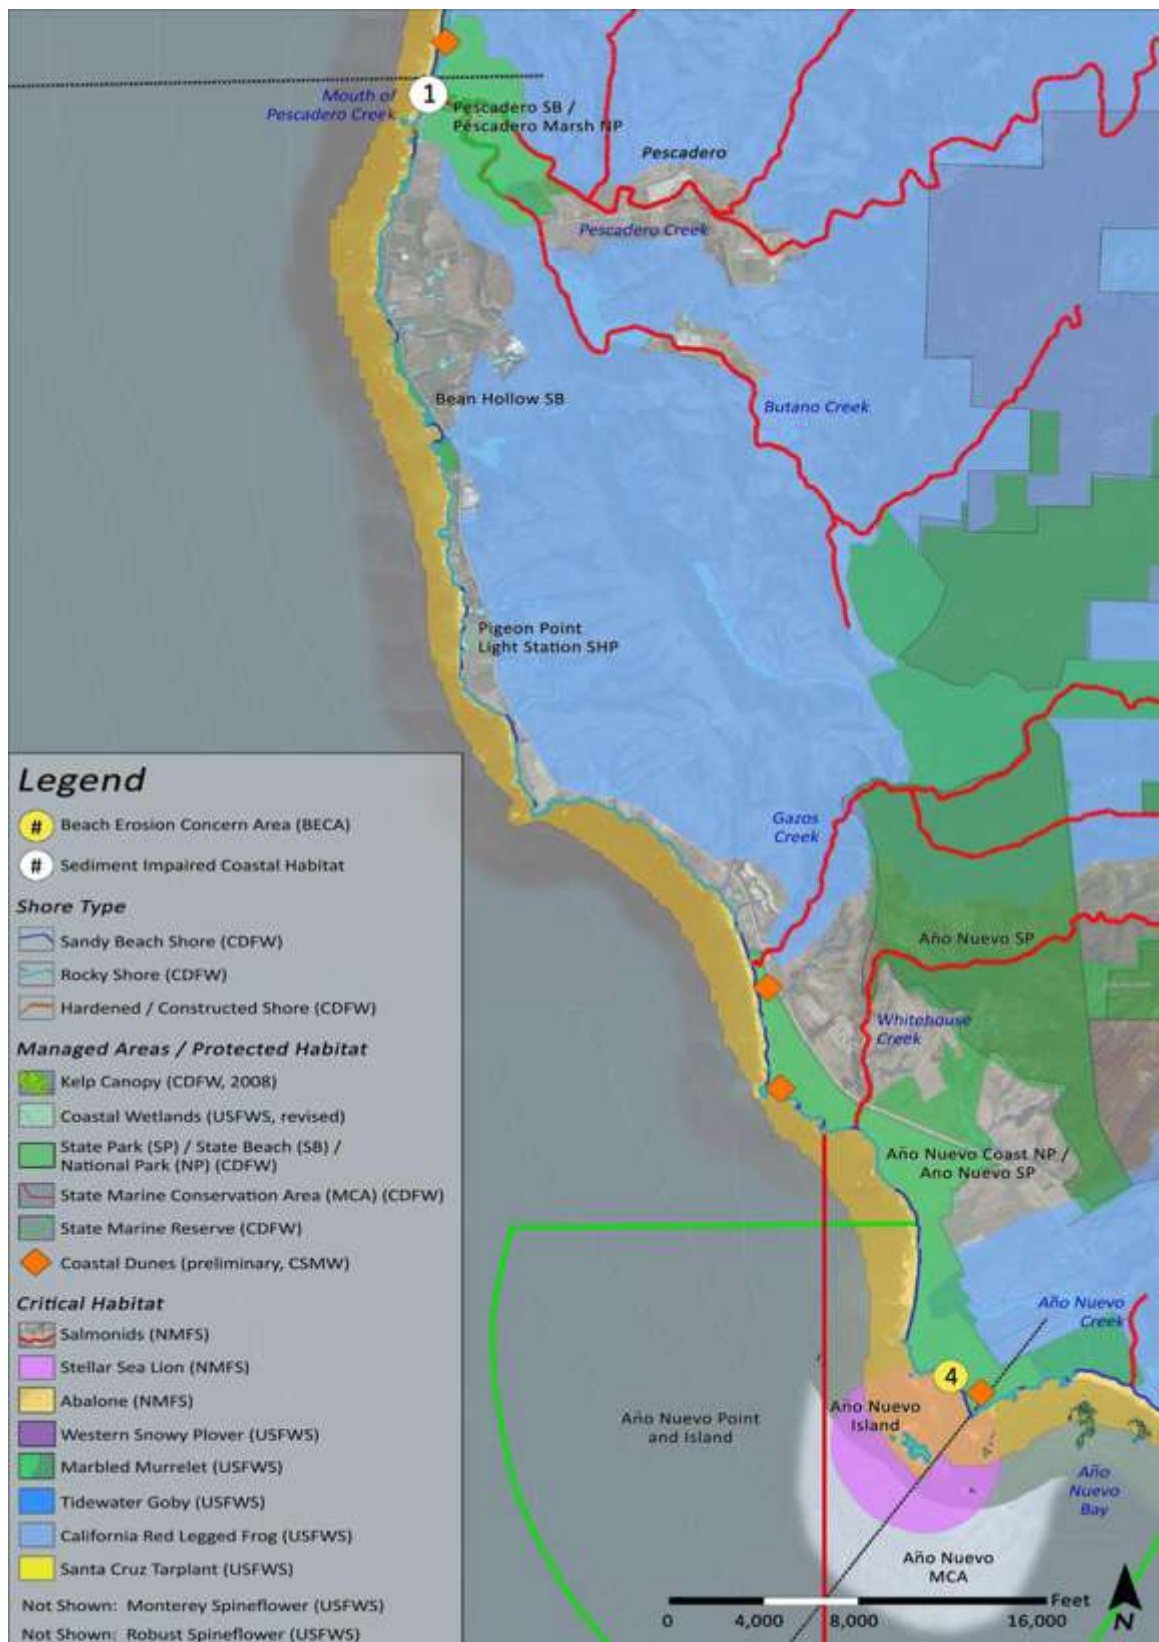 1
Mouth of
Pescadero Creek
Pescadero SB /
Pescadero Marsh NP
Pescadero
Pescadero Creek
Bean Hollow SB
Butano Creek
Pigeon Point
Light Station SHP
Gazos
Creek
Año Nuevo SP
Whitehouse
Creek
Año Nuevo Coast NP /
Ano Nuevo SP
Año Nuevo
Creek
4
Año Nuevo
Island
Año Nuevo Point
and Island
Año
Nuevo
Bay
Año Nuevo
MCA
Feet
0 4,000 8,000 16,000
N
Legend
# Beach Erosion Concern Area (BECA)
# Sediment Impaired Coastal Habitat
Shore Type
Sandy Beach Shore (CDFW)
Rocky Shore (CDFW)
Hardened / Constructed Shore (CDFW)
Managed Areas / Protected Habitat
Kelp Canopy (CDFW, 2008)
Coastal Wetlands (USFWS, revised)
State Park (SP) / State Beach (SB) /
National Park (NP) (CDFW)
State Marine Conservation Area (MCA) (CDFW)
State Marine Reserve (CDFW)
Coastal Dunes (preliminary, CSMW)
Critical Habitat
Salmonids (NMFS)
Stellar Sea Lion (NMFS)
Abalone (NMFS)
Western Snowy Plover (USFWS)
Marbled Murrelet (USFWS)
Tidewater Goby (USFWS)
California Red Legged Frog (USFWS)
Santa Cruz Tarplant (USFWS)
Not Shown: Monterey Spineflower (USFWS)
Not Shown: Robust Spineflower (USFWS)